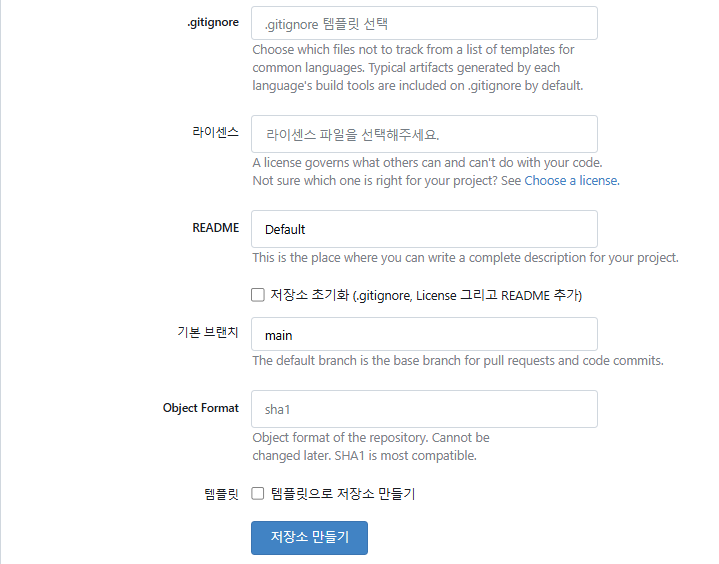 .gitignore
.gitignore 템플릿 선택
Choose which files not to track from a list of templates for
common languages. Typical artifacts generated by each
language's build tools are included on .gitignore by default.
라이센스
라이센스 파일을 선택해주세요.
A license governs what others can and can't do with your code.
Not sure which one is right for your project? See Choose a license.
README
Default
This is the place where you can write a complete description for your project.
저장소 초기화 (.gitignore, License 그리고 README 추가)
기본 브랜치
main
The default branch is the base branch for pull requests and code commits.
Object Format
sha1
Object format of the repository. Cannot be
changed later. SHA1 is most compatible.
템플릿
템플릿으로 저장소 만들기
저장소 만들기